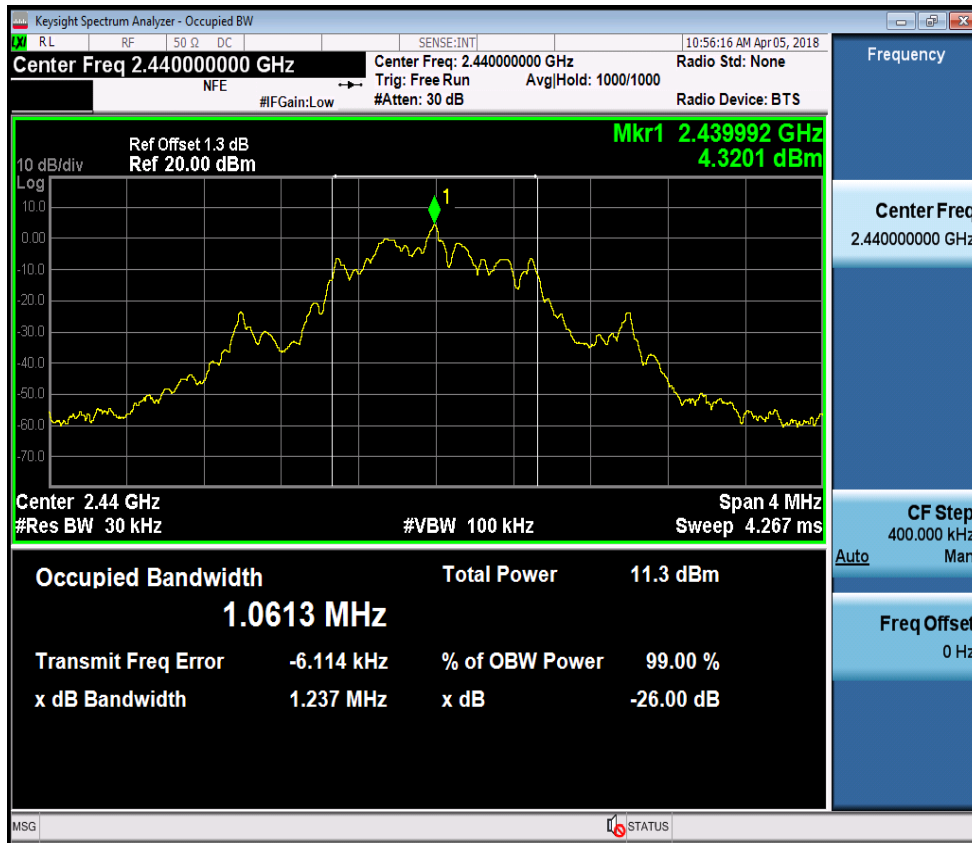 Keysight Spectrum Analyzer - Occupied BW
LXI RL RF 50 Ω DC SENSE:INT 10:56:16 AM Apr 05, 2018
Center Freq 2.440000000 GHz
NFE
#IFGain:Low
Center Freq: 2.440000000 GHz
Trig: Free Run Avg|Hold: 1000/1000
#Atten: 30 dB
Radio Std: None
Radio Device: BTS
Mkr1 2.439992 GHz
4.3201 dBm
Ref Offset 1.3 dB
10 dB/div Ref 20.00 dBm
Log
1
10.0
0.00
-10.0
-20.0
-30.0
-40.0
-50.0
-60.0
-70.0
Center 2.44 GHz Span 4 MHz
#Res BW 30 kHz #VBW 100 kHz Sweep 4.267 ms
Occupied Bandwidth Total Power 11.3 dBm
1.0613 MHz
Transmit Freq Error -6.114 kHz % of OBW Power 99.00 %
x dB Bandwidth 1.237 MHz x dB -26.00 dB
MSG STATUS
Frequency
Center Freq
2.440000000 GHz
CF Step
400.000 kHz
Auto Man
Freq Offset
0 Hz